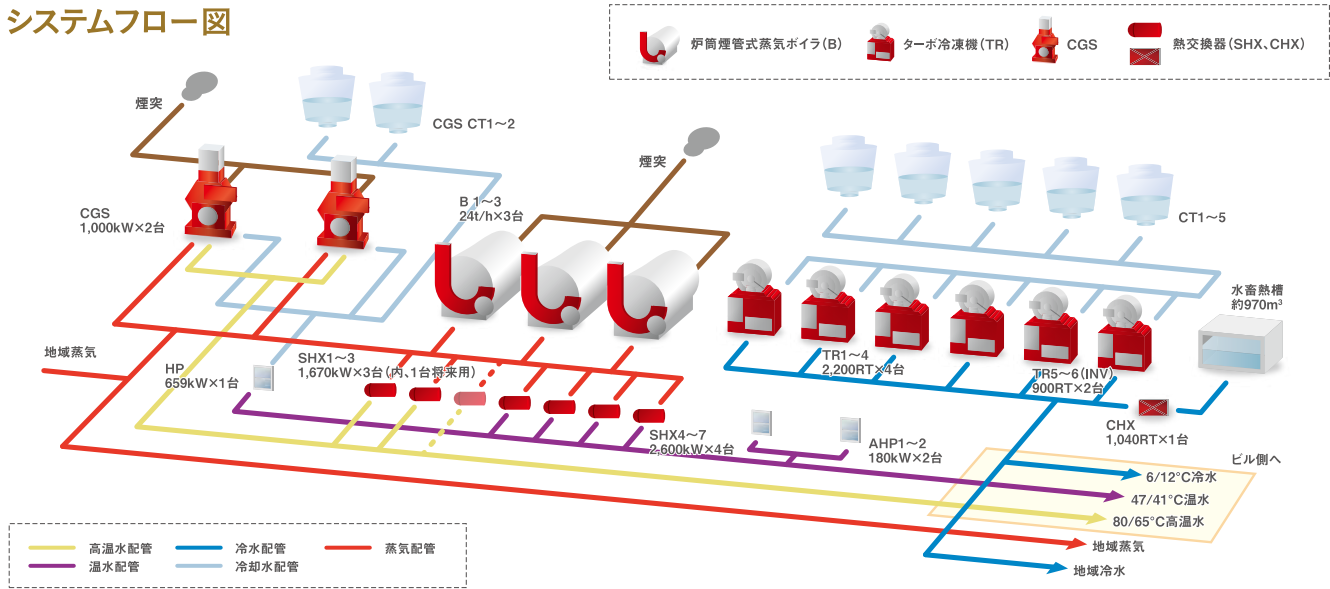 システムフロー図
炉筒煙管式蒸気ボイラ(B)
ターボ冷凍機(TR)
CGS
熱交換器(SHX、CHX)
煙突
CGS CT1〜2
煙突
CGS
1,000kW×2台
B 1〜3
24t/h×3台
CT1〜5
水畜熱槽
約970m³
地域蒸気
HP
659kW×1台
SHX1〜3
1,670kW×3台(内、1台将来用)
TR1〜4
2,200RT×4台
TR5〜6(INV)
900RT×2台
CHX
1,040RT×1台
SHX4〜7
2,600kW×4台
AHP1〜2
180kW×2台
ビル側へ
6/12°C冷水
47/41°C温水
80/65°C高温水
地域蒸気
地域冷水
高温水配管
冷水配管
蒸気配管
温水配管
冷却水配管